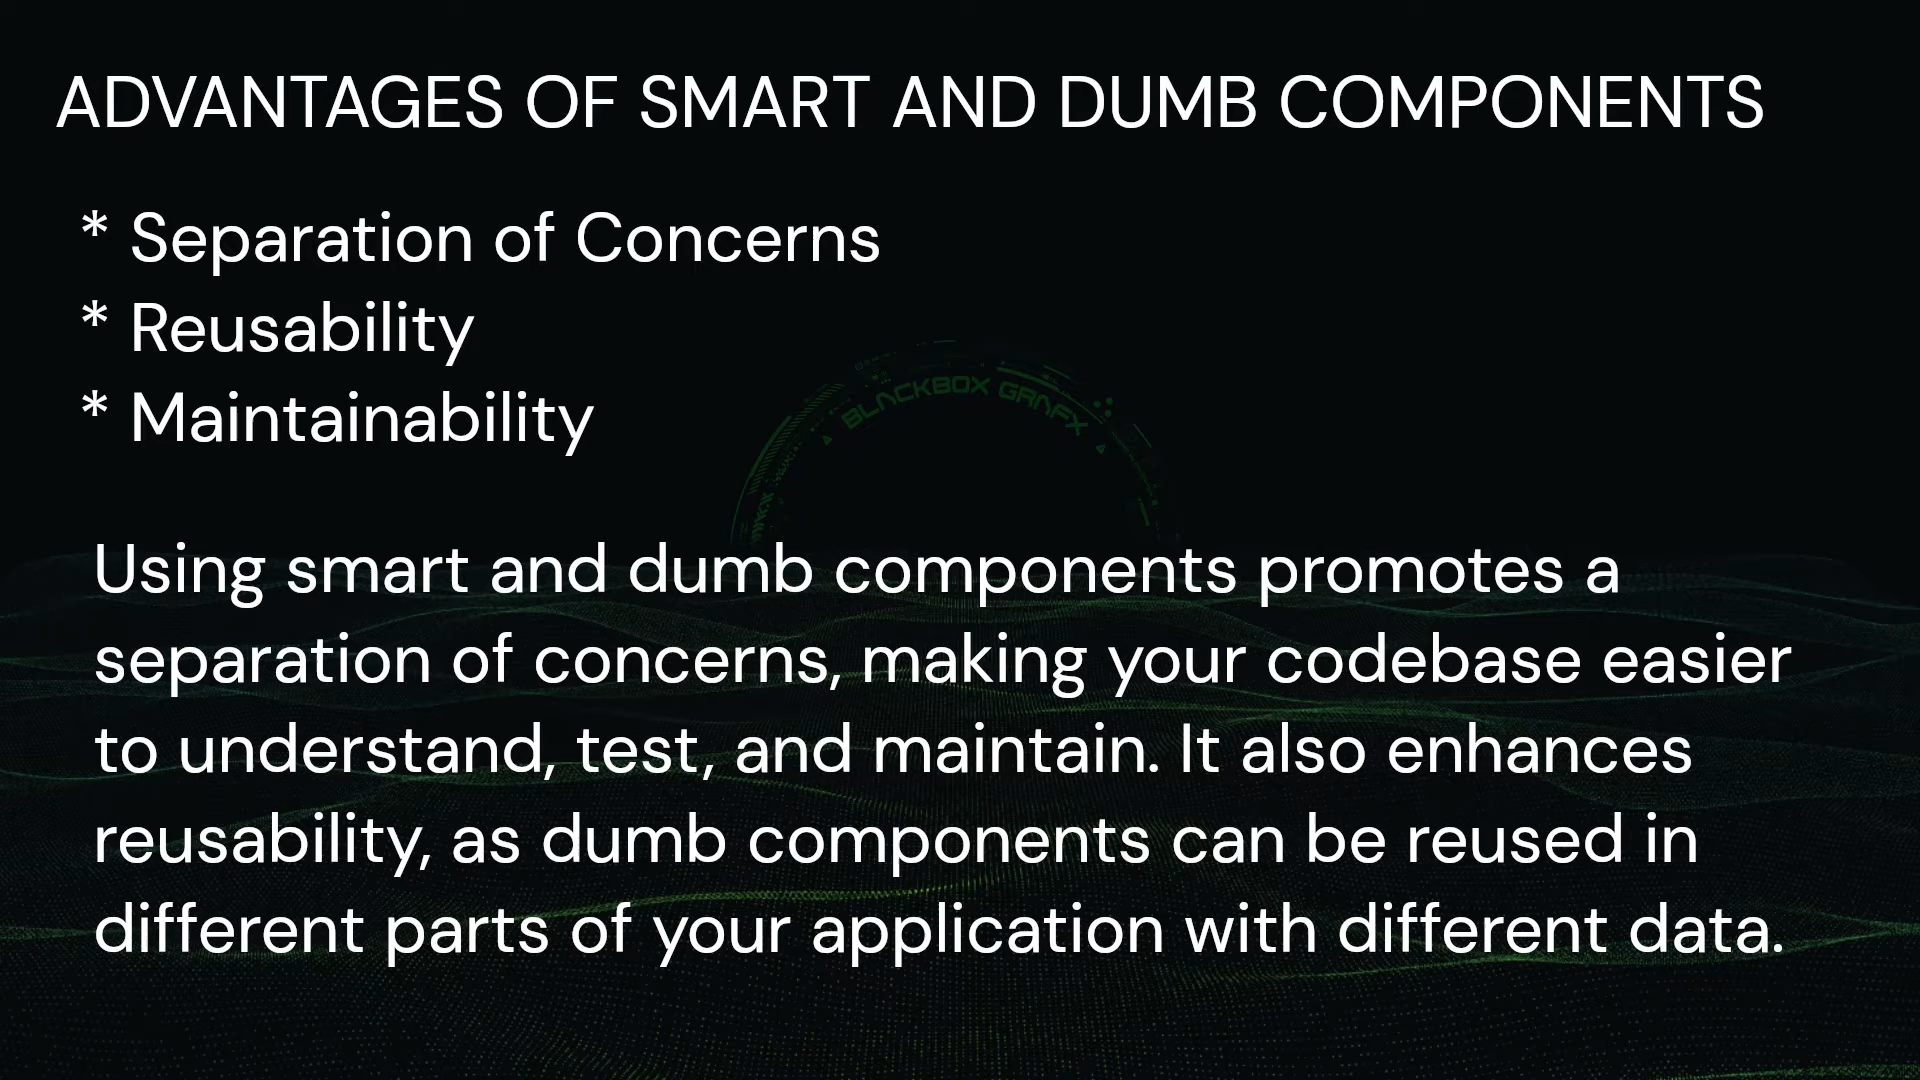 ADVANTAGES OF SMART AND DUMB COMPONENTS
* Separation of Concerns
* Reusability
* Maintainability
BLACKBOX GRAFX
Using smart and dumb components promotes a
separation of concerns, making your codebase easier
to understand, test, and maintain. It also enhances
reusability, as dumb components can be reused in
different parts of your application with different data.